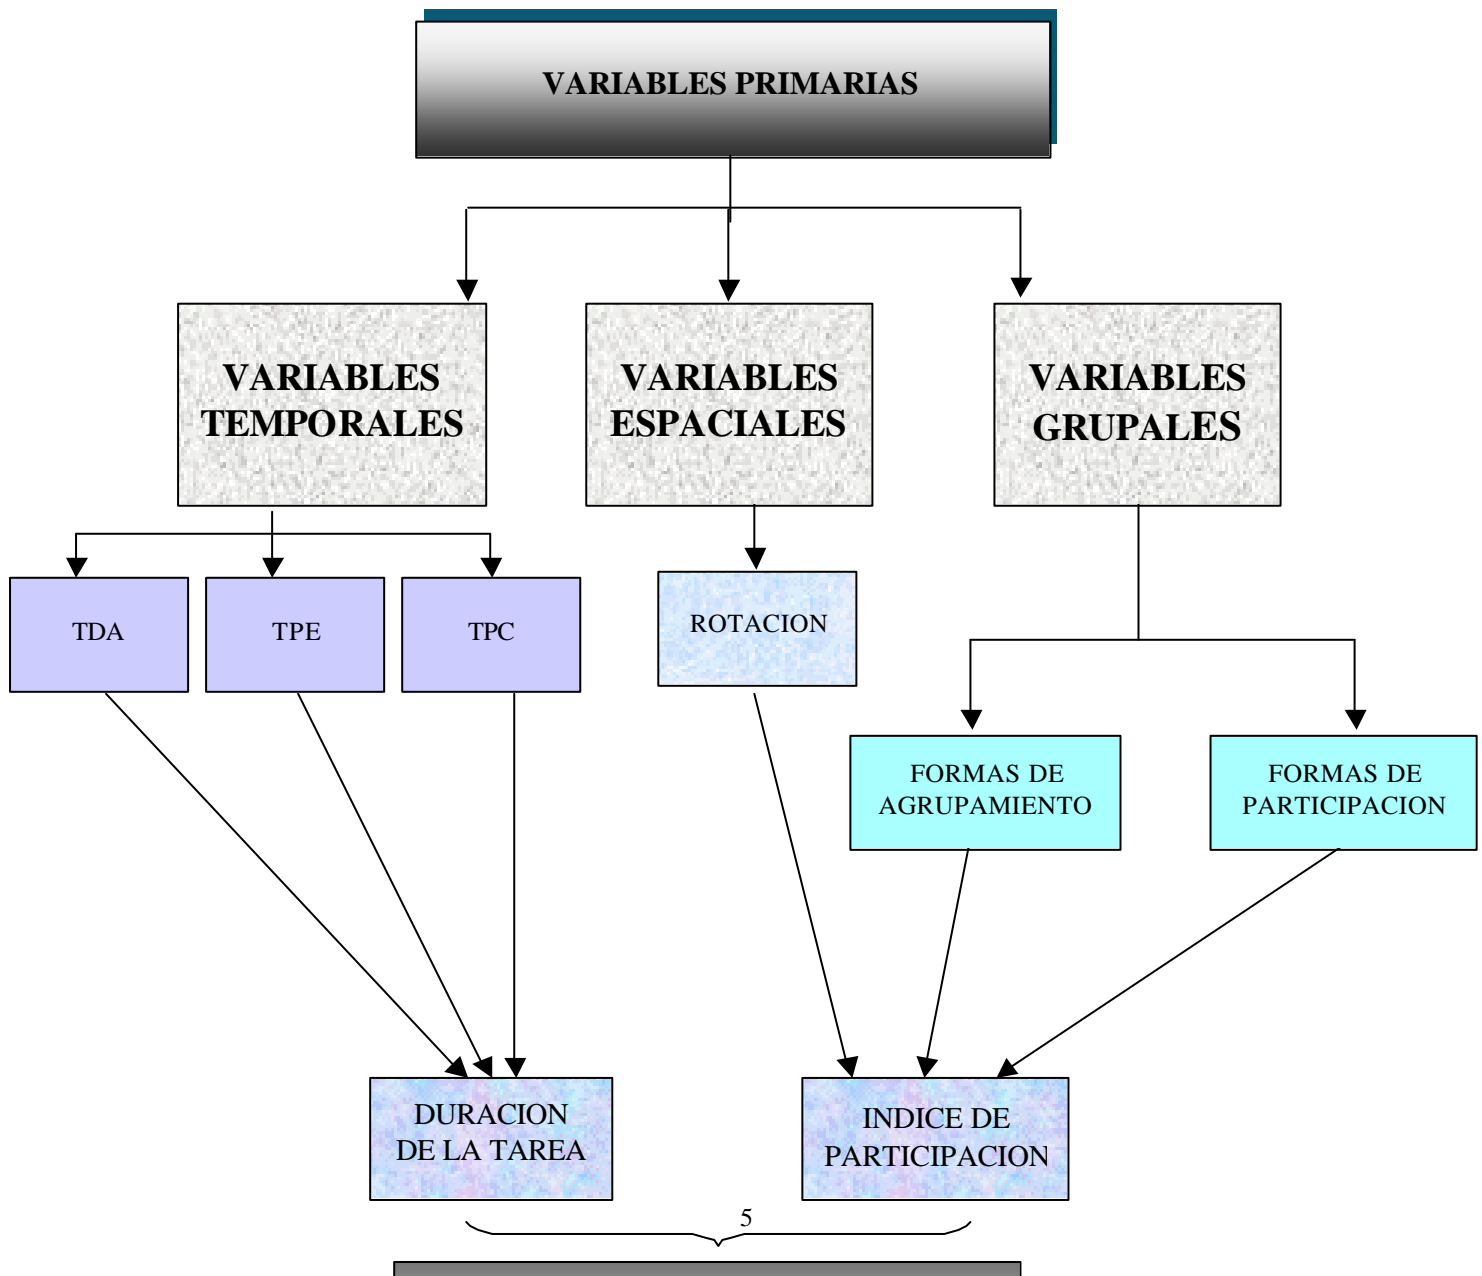 VARIABLES PRIMARIAS
VARIABLES
TEMPORALES
VARIABLES
ESPACIALES
VARIABLES
GRUPALES
TDA
TPE
TPC
ROTACION
FORMAS DE
AGRUPAMIENTO
FORMAS DE
PARTICIPACION
DURACION
DE LA TAREA
INDICE DE
PARTICIPACION
5